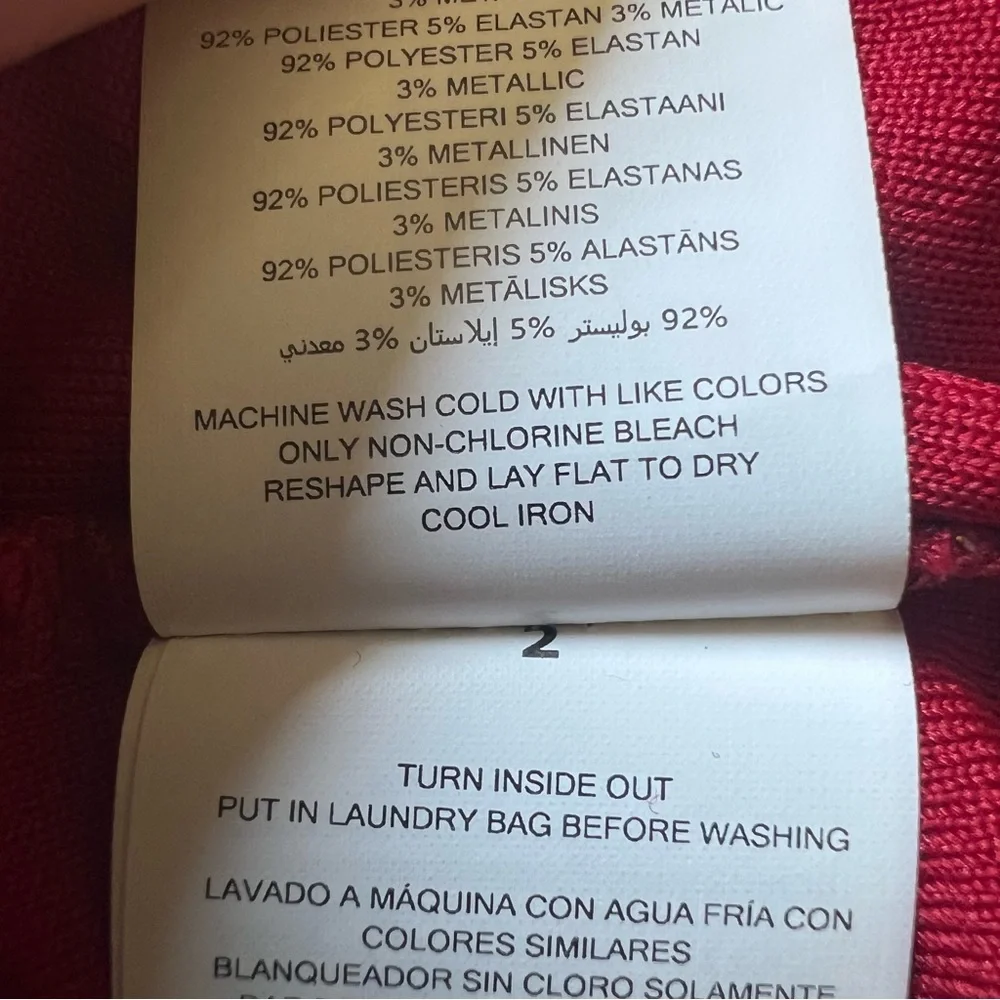 92% POLIESTER 5% ELASTAN 3% METALIC
92% POLYESTER 5% ELASTAN
3% METALLIC
92% POLYESTERI 5% ELASTAANI
3% METALLINEN
92% POLIESTERIS 5% ELASTANAS
3% METALINIS
92% POLIESTERIS 5% ALASTĀNS
3% METĀLISKS
92% بوليستر 5% إيلاستان 3% معدني
MACHINE WASH COLD WITH LIKE COLORS
ONLY NON-CHLORINE BLEACH
RESHAPE AND LAY FLAT TO DRY
COOL IRON
2
TURN INSIDE OUT
PUT IN LAUNDRY BAG BEFORE WASHING
LAVADO A MÁQUINA CON AGUA FRÍA CON
COLORES SIMILARES
BLANQUEADOR SIN CLORO SOLAMENTE